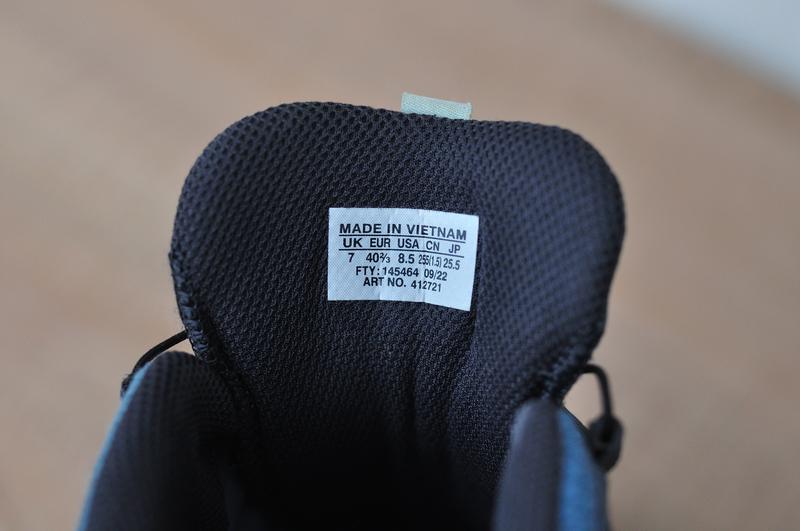 MADE IN VIETNAM
UK EUR USA CN JP
7 40⅔ 8.5 255(1.5) 25.5
FTY: 145464 09/22
ART NO. 412721